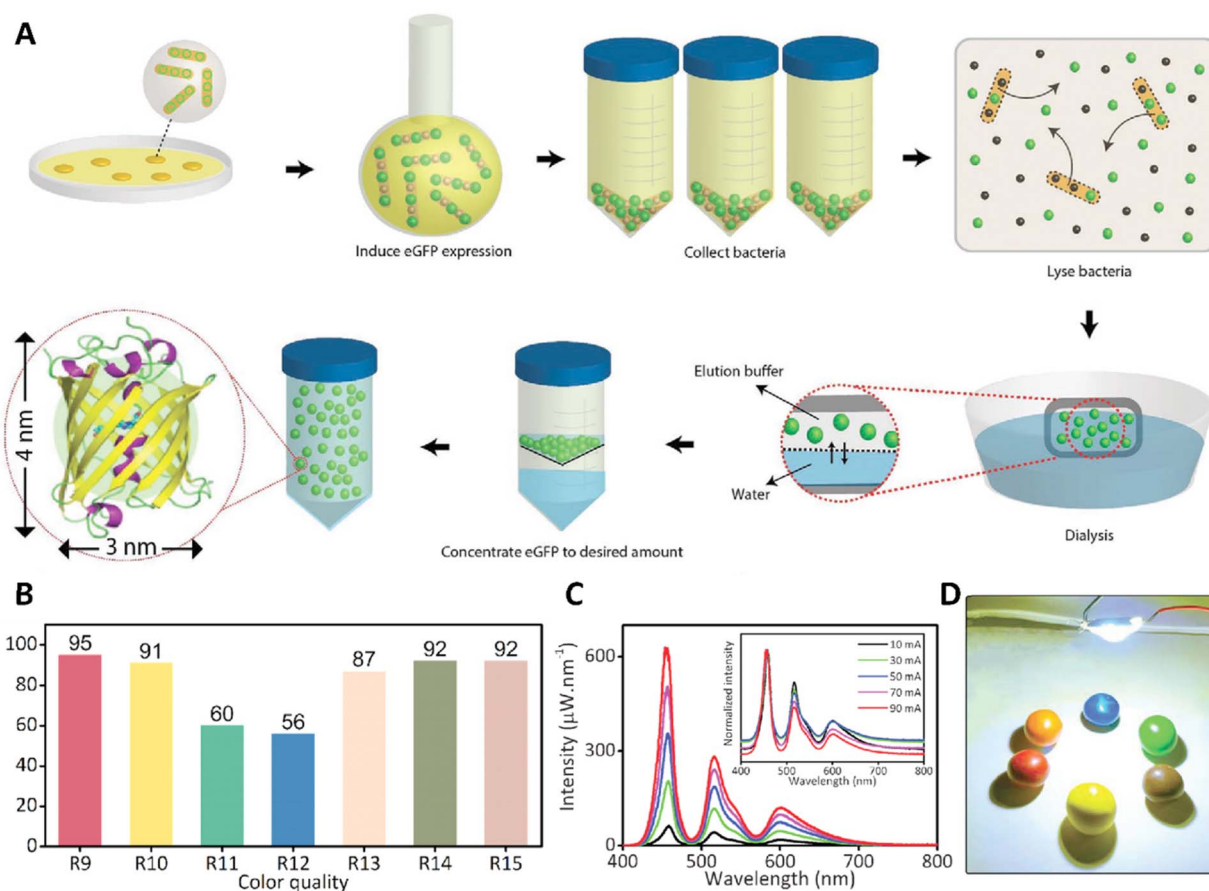 A
Induce eGFP expression
Collect bacteria
Lyse bacteria
4 nm
3 nm
Concentrate eGFP to desired amount
Elution buffer
Water
Dialysis
B
100
80
60
40
20
0
95
91
60
56
87
92
92
R9 R10 R11 R12 R13 R14 R15
Color quality
C
Intensity (μW.nm⁻¹)
600
300
0
400 500 600 700 800
Wavelength (nm)
Normalized intensity
10 mA
30 mA
50 mA
70 mA
90 mA
400 500 600 700 800
Wavelength (nm)
D